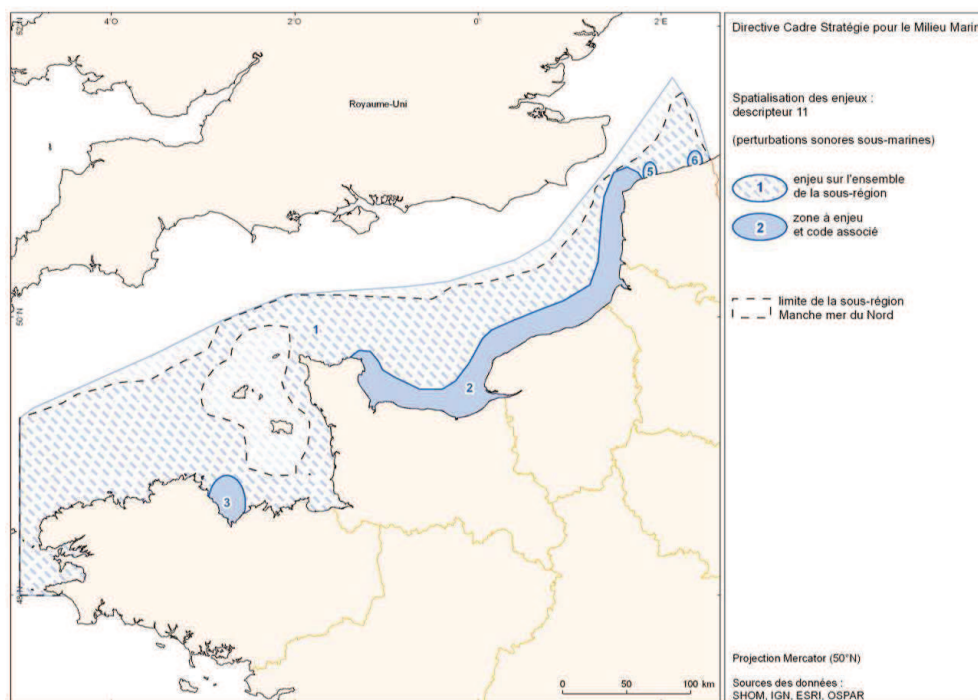 4°O
2°O
0°
2°E
52°N
50°N
48°N
Royaume-Uni
1
2
3
5
6
0 50 100 km
Directive Cadre Stratégie pour le Milieu Marin
Spatialisation des enjeux :
descripteur 11
(perturbations sonores sous-marines)
1 enjeu sur l'ensemble
de la sous-région
2 zone à enjeu
et code associé
limite de la sous-région
Manche mer du Nord
Projection Mercator (50°N)
Sources des données :
SHOM, IGN, ESRI, OSPAR